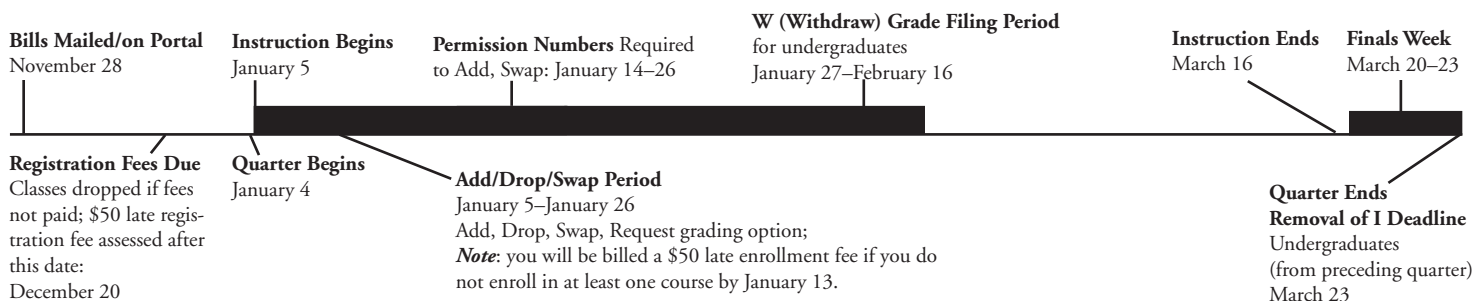 Bills Mailed/on Portal
November 28
Instruction Begins
January 5
Permission Numbers Required
to Add, Swap: January 14–26
W (Withdraw) Grade Filing Period
for undergraduates
January 27–February 16
Instruction Ends
March 16
Finals Week
March 20–23
Registration Fees Due
Classes dropped if fees
not paid; $50 late regis-
tration fee assessed after
this date:
December 20
Quarter Begins
January 4
Add/Drop/Swap Period
January 5–January 26
Add, Drop, Swap, Request grading option;
Note: you will be billed a $50 late enrollment fee if you do
not enroll in at least one course by January 13.
Quarter Ends
Removal of I Deadline
Undergraduates
(from preceding quarter)
March 23